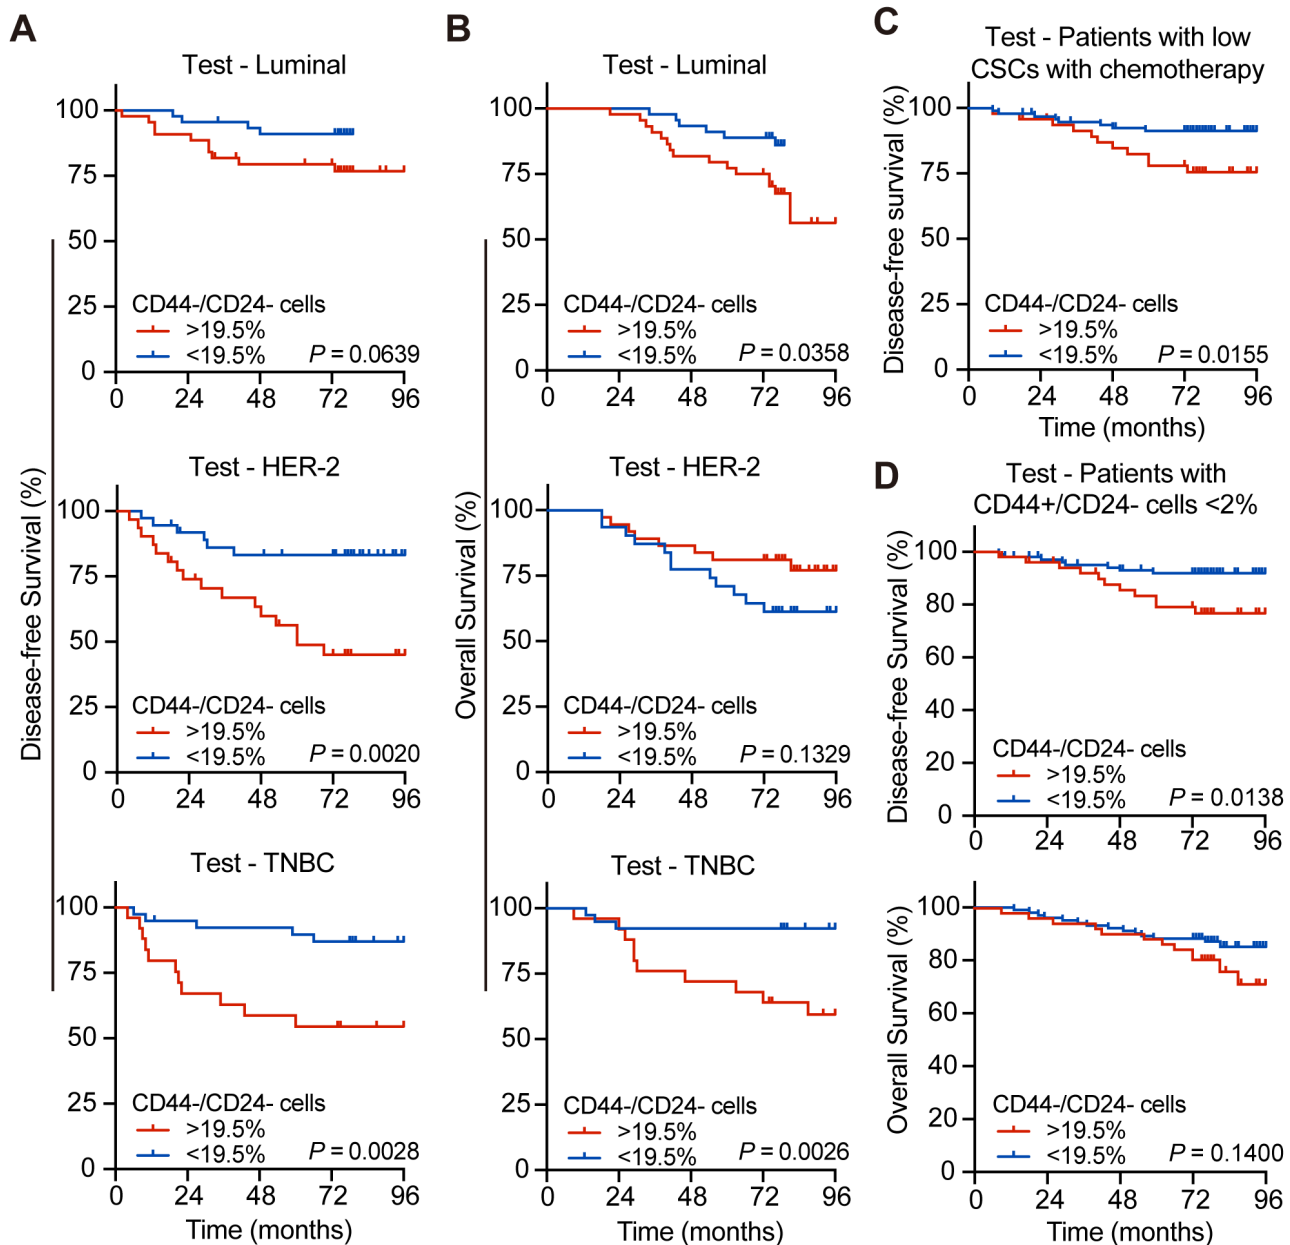 A
Test - Luminal
100
75
50
25
0
CD44-/CD24- cells
>19.5%
<19.5%
P = 0.0639
0 24 48 72 96
Test - HER-2
100
75
50
25
0
CD44-/CD24- cells
>19.5%
<19.5%
P = 0.0020
0 24 48 72 96
Test - TNBC
100
75
50
25
0
CD44-/CD24- cells
>19.5%
<19.5%
P = 0.0028
0 24 48 72 96
Time (months)
Disease-free Survival (%)
B
Test - Luminal
100
75
50
25
0
CD44-/CD24- cells
>19.5%
<19.5%
P = 0.0358
0 24 48 72 96
Test - HER-2
100
75
50
25
0
CD44-/CD24- cells
>19.5%
<19.5%
P = 0.1329
0 24 48 72 96
Test - TNBC
100
75
50
25
0
CD44-/CD24- cells
>19.5%
<19.5%
P = 0.0026
0 24 48 72 96
Time (months)
Overall Survival (%)
C
Test - Patients with low
CSCs with chemotherapy
Disease-free survival (%)
100
75
50
25
0
CD44-/CD24- cells
>19.5%
<19.5%
P = 0.0155
0 24 48 72 96
Time (months)
D
Test - Patients with
CD44+/CD24- cells <2%
Disease-free Survival (%)
100
80
60
40
20
0
CD44-/CD24- cells
>19.5%
<19.5%
P = 0.0138
0 24 48 72 96
Overall Survival (%)
100
80
60
40
20
0
CD44-/CD24- cells
>19.5%
<19.5%
P = 0.1400
0 24 48 72 96
Time (months)